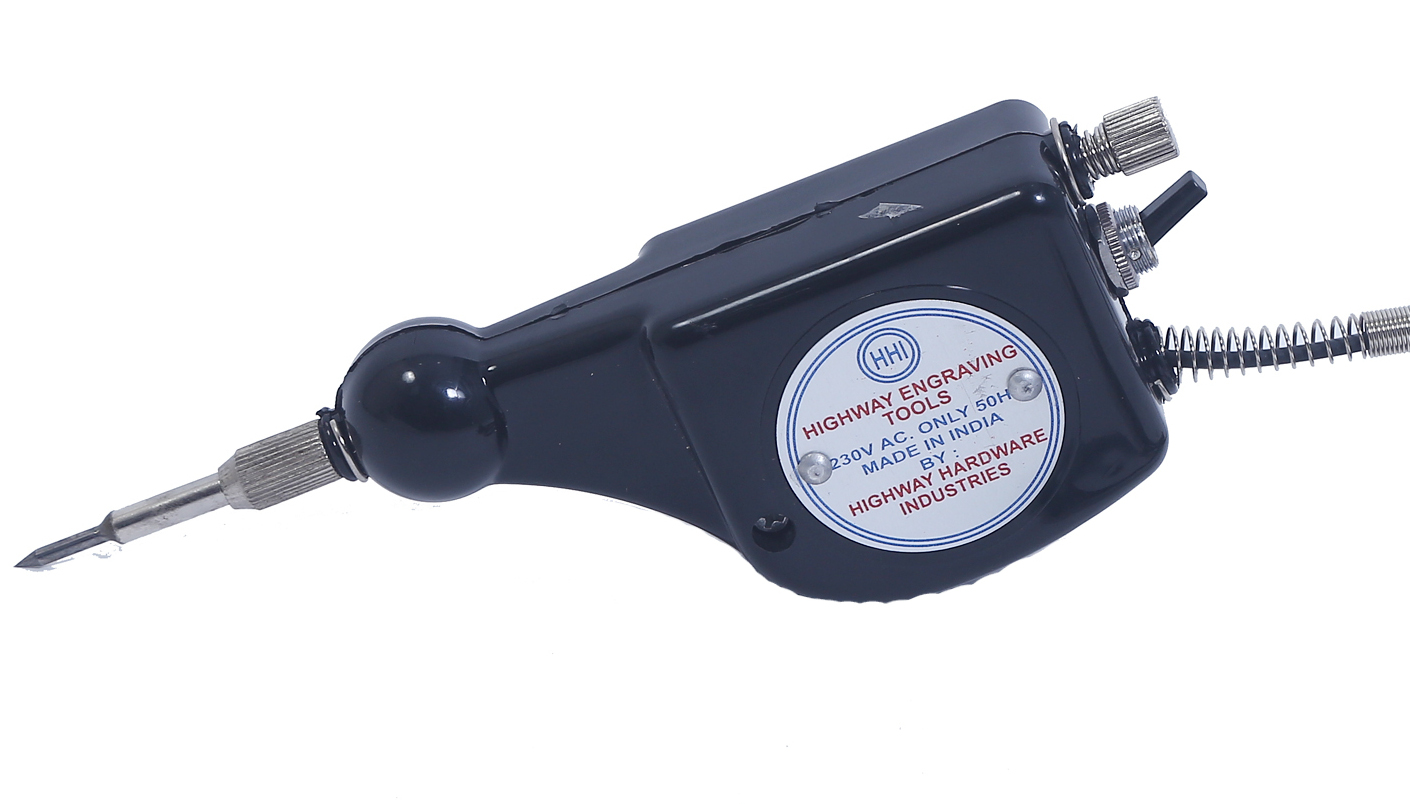 HHI
HIGHWAY ENGRAVING
TOOLS
230V AC. ONLY 50H
MADE IN INDIA
BY :
HIGHWAY HARDWARE
INDUSTRIES